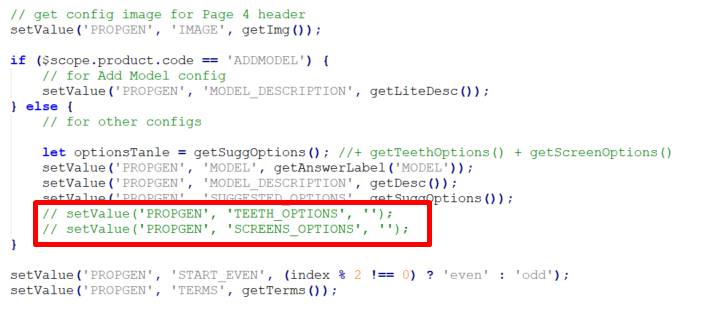 // get config image for Page 4 header
setValue('PROPGEN', 'IMAGE', getImg());
if ($scope.product.code == 'ADDMODEL') {
// for Add Model config
setValue('PROPGEN', 'MODEL_DESCRIPTION', getLiteDesc());
} else {
// for other configs
let optionsTanle = getSuggOptions(); //+ getTeethOptions() + getScreenOptions()
setValue('PROPGEN', 'MODEL', getAnswerLabel('MODEL'));
setValue('PROPGEN', 'MODEL_DESCRIPTION', getDesc());
setValue('PROPGEN', 'SUGGESTED_OPTIONS', getSuggOptions());
// setValue('PROPGEN', 'TEETH_OPTIONS', '');
// setValue('PROPGEN', 'SCREENS_OPTIONS', '');
}
setValue('PROPGEN', 'START_EVEN', (index % 2 !== 0) ? 'even' : 'odd');
setValue('PROPGEN', 'TERMS', getTerms());